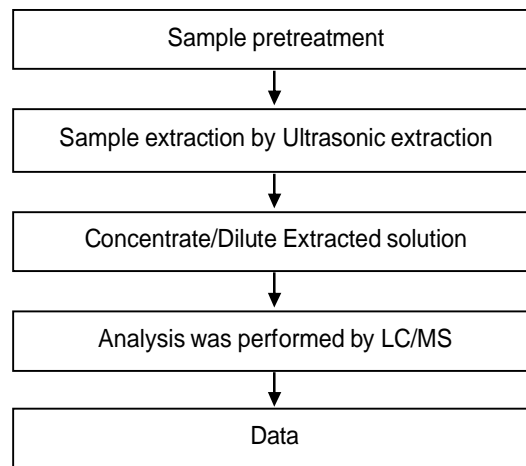 Sample pretreatment
Sample extraction by Ultrasonic extraction
Concentrate/Dilute Extracted solution
Analysis was performed by LC/MS
Data